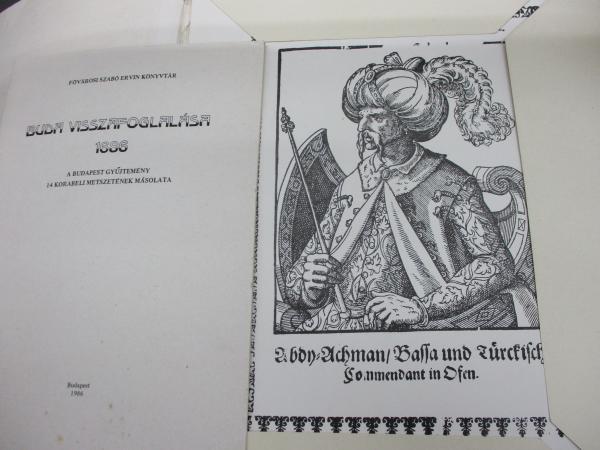 FŐVÁROSI SZABÓ ERVIN KÖNYVTÁR
BUDA VISSZAFOGLALÁSA
1686
A BUDAPEST GYŰJTEMÉNY
14 KORABELI METSZETÉNEK MÁSOLATA
Budapest
1986
Abdy-Achman/ Bassa und Türckisch
Commendant in Ofen.